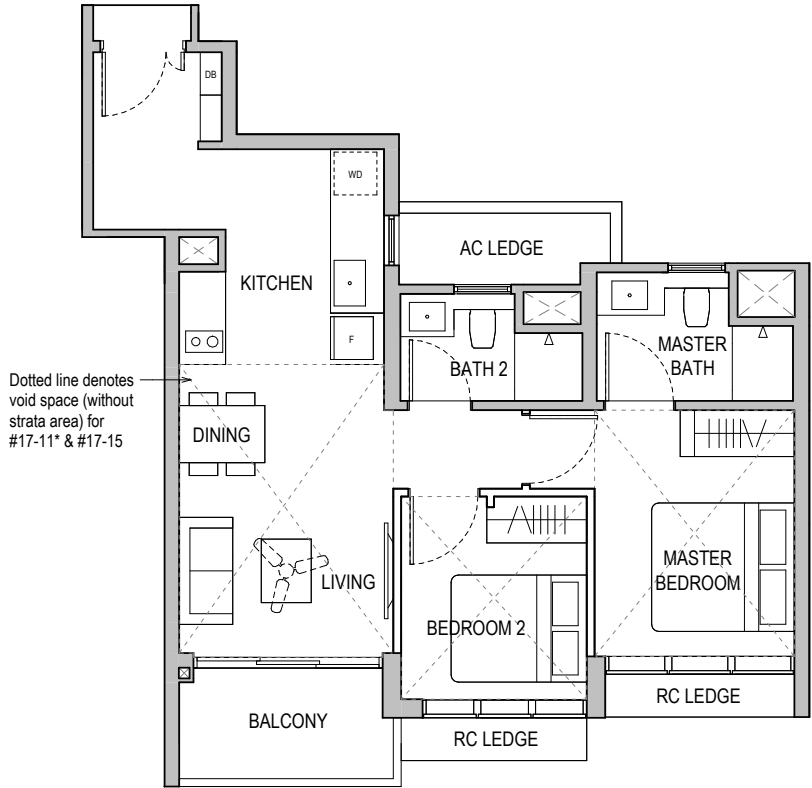 DB
WD
AC LEDGE
KITCHEN
F
MASTER
BATH
BATH 2
Dotted line denotes
void space (without
strata area) for
#17-11* & #17-15
DINING
LIVING
MASTER
BEDROOM
BEDROOM 2
RC LEDGE
BALCONY
RC LEDGE